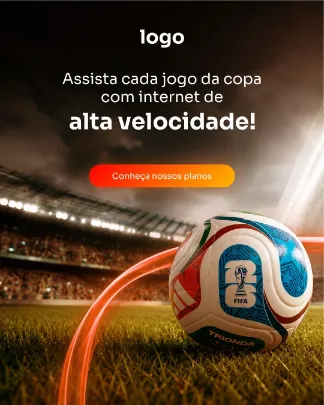 logo
Assista cada jogo da copa
com internet de
alta velocidade!
Conheça nossos planos
FIFA
TRIONDA